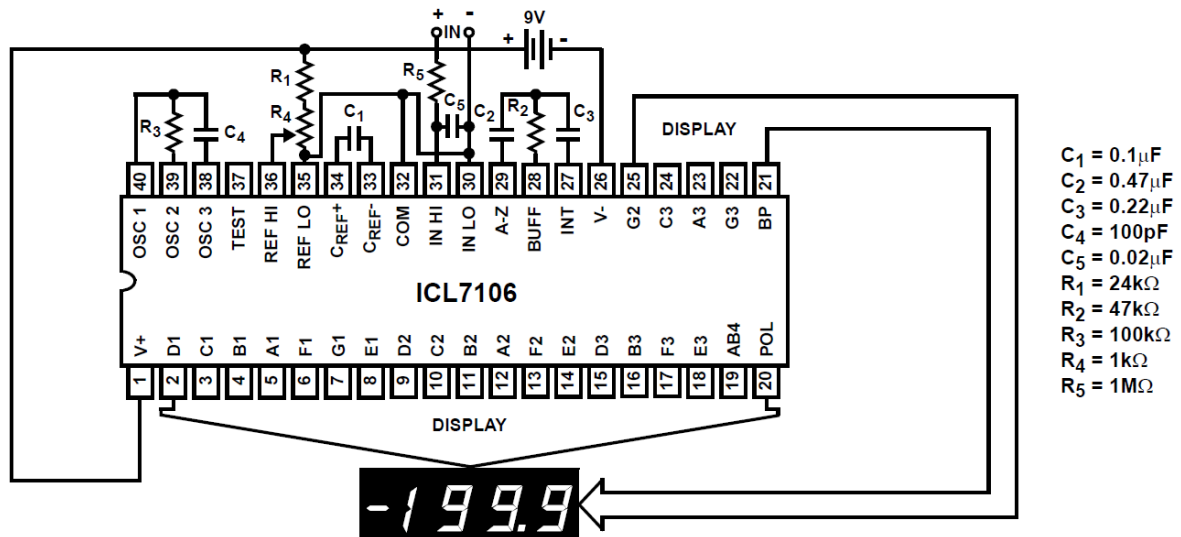 + - 9V
IN
+ -
R1
R5
R4
C1
C5
C2
R2
C3
R3
C4
DISPLAY
40 39 38 37 36 35 34 33 32 31 30 29 28 27 26 25 24 23 22 21
OSC 1
OSC 2
OSC 3
TEST
REF HI
REF LO
CREF+
CREF-
COM
IN HI
IN LO
A-Z
BUFF
INT
V-
G2
C3
A3
G3
BP
ICL7106
V+
D1
C1
B1
A1
F1
G1
E1
D2
C2
B2
A2
F2
E2
D3
B3
F3
E3
AB4
POL
1 2 3 4 5 6 7 8 9 10 11 12 13 14 15 16 17 18 19 20
DISPLAY
-199.9
C1 = 0.1µF
C2 = 0.47µF
C3 = 0.22µF
C4 = 100pF
C5 = 0.02µF
R1 = 24kΩ
R2 = 47kΩ
R3 = 100kΩ
R4 = 1kΩ
R5 = 1MΩ